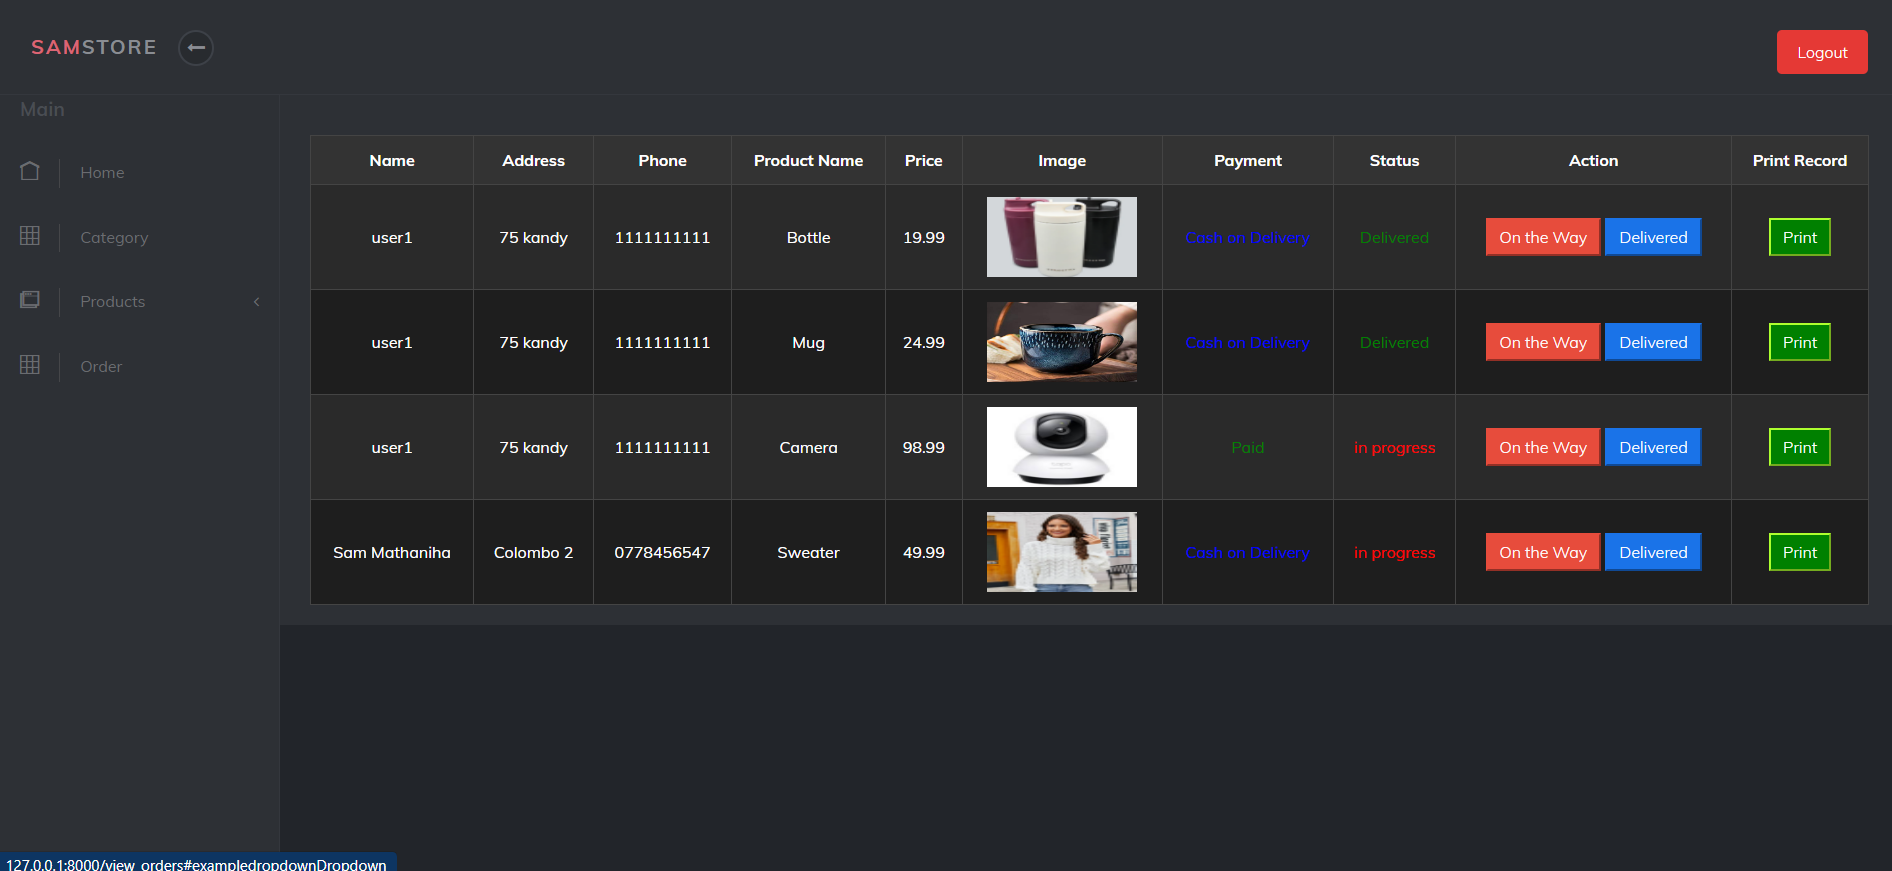 SAMSTORE
Logout
Main
Home
Category
Products
Order
Name Address Phone Product Name Price Image Payment Status Action Print Record
user1 75 kandy 1111111111 Bottle 19.99 Cash on Delivery Delivered On the Way Delivered Print
user1 75 kandy 1111111111 Mug 24.99 Cash on Delivery Delivered On the Way Delivered Print
user1 75 kandy 1111111111 Camera 98.99 Paid in progress On the Way Delivered Print
Sam Mathaniha Colombo 2 0778456547 Sweater 49.99 Cash on Delivery in progress On the Way Delivered Print
127.0.0.1:8000/view_orders#exampledropdownDropdown